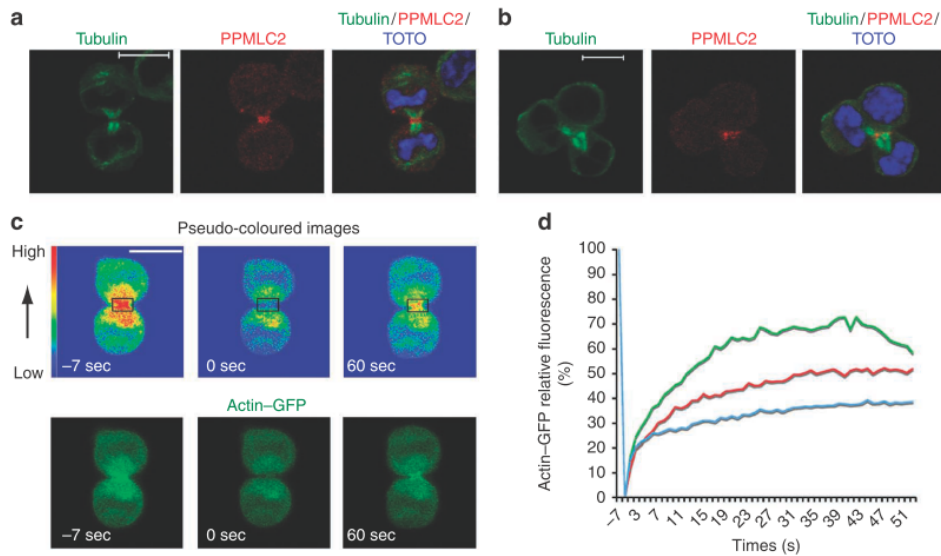 a
Tubulin
PPMLC2
Tubulin/PPMLC2/
TOTO
b
Tubulin
PPMLC2
Tubulin/PPMLC2/
TOTO
c
Pseudo-coloured images
High
Low
–7 sec
0 sec
60 sec
Actin–GFP
–7 sec
0 sec
60 sec
d
Actin–GFP relative fluorescence
(%)
100
90
80
70
60
50
40
30
20
10
0
–7 3 7 11 15 19 23 27 31 35 39 43 47 51
Times (s)